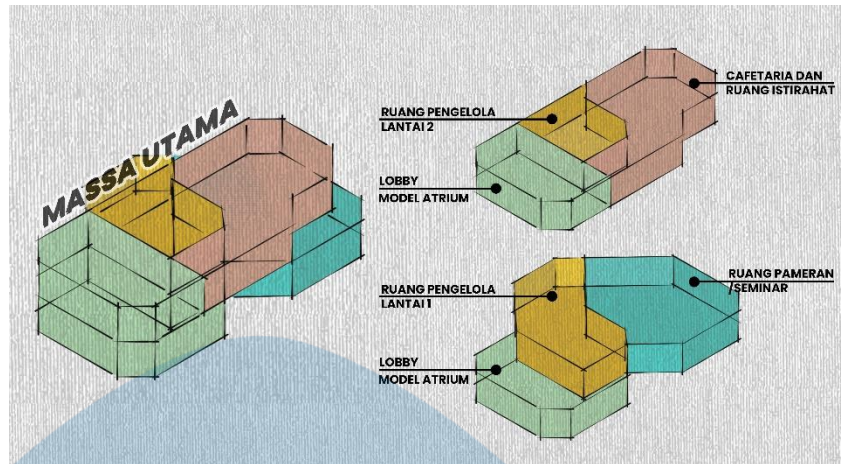 MASSA UTAMA
RUANG PENGELOLA
LANTAI 2
LOBBY
MODEL ATRIUM
CAFETARIA DAN
RUANG ISTIRAHAT
RUANG PENGELOLA
LANTAI 1
LOBBY
MODEL ATRIUM
RUANG PAMERAN
/SEMINAR